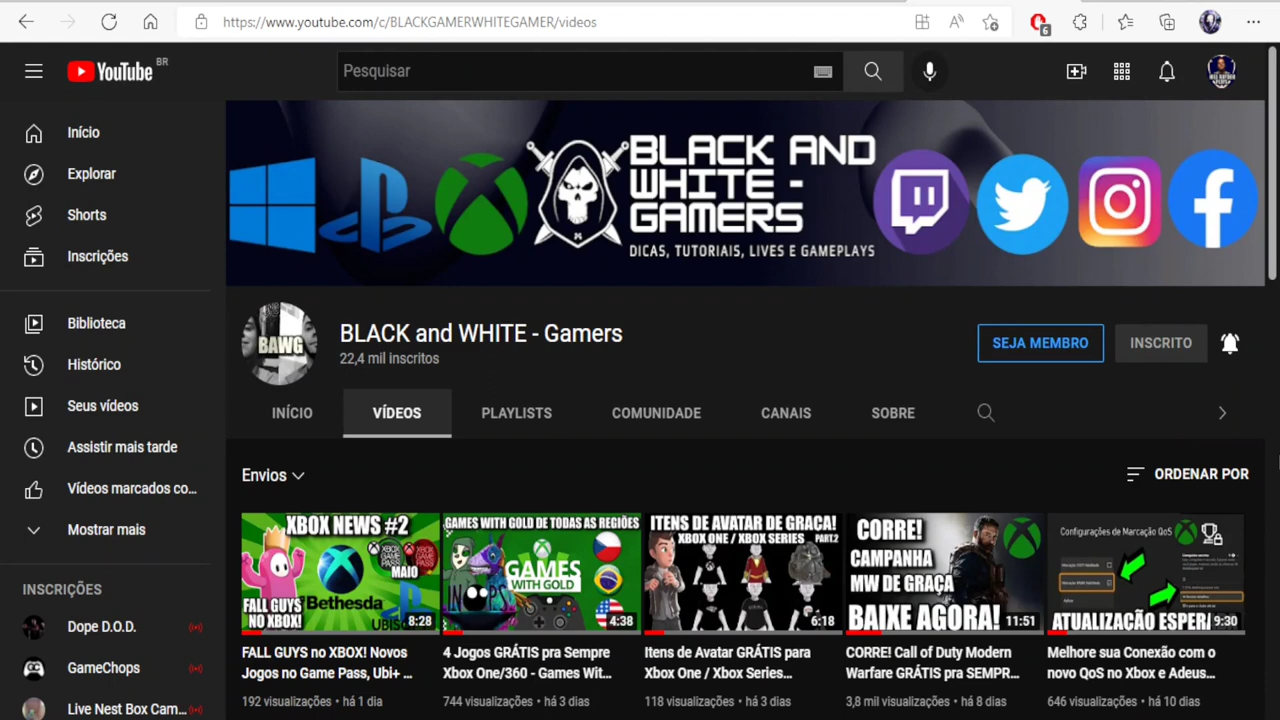 https://www.youtube.com/c/BLACKGAMERWHITEGAMER/videos
6
YouTube BR
Pesquisar
Início
Explorar
Shorts
Inscrições
Biblioteca
Histórico
Seus vídeos
Assistir mais tarde
Vídeos marcados co...
Mostrar mais
INSCRIÇÕES
Dope D.O.D.
GameChops
Live Nest Box Cam...
BLACK AND
WHITE -
GAMERS
DICAS, TUTORIAIS, LIVES E GAMEPLAYS
BAWG
BLACK and WHITE - Gamers
22,4 mil inscritos
SEJA MEMBRO
INSCRITO
INÍCIO
VÍDEOS
PLAYLISTS
COMUNIDADE
CANAIS
SOBRE
Envios
ORDENAR POR
XBOX NEWS #2
XBOX GAME PASS
MAIO
FALL GUYS
NO XBOX!
Bethesda
8:28
FALL GUYS no XBOX! Novos
Jogos no Game Pass, Ubi+ ...
192 visualizações • há 1 dia
GAMES WITH GOLD DE TODAS AS REGIÕES
GAMES
WITH GOLD
4:38
4 Jogos GRÁTIS pra Sempre
Xbox One/360 - Games Wit...
744 visualizações • há 3 dias
ITENS DE AVATAR DE GRAÇA!
XBOX ONE / XBOX SERIES PART.2
6:18
Itens de Avatar GRÁTIS para
Xbox One / Xbox Series...
118 visualizações • há 3 dias
CORRE!
CAMPANHA
MW DE GRAÇA
BAIXE AGORA!
11:51
CORRE! Call of Duty Modern
Warfare GRÁTIS pra SEMPR...
3,8 mil visualizações • há 8 dias
Configurações de Marcação QoS
ATUALIZAÇÃO ESPER
9:30
Melhore sua Conexão com o
novo QoS no Xbox e Adeus...
646 visualizações • há 10 dias